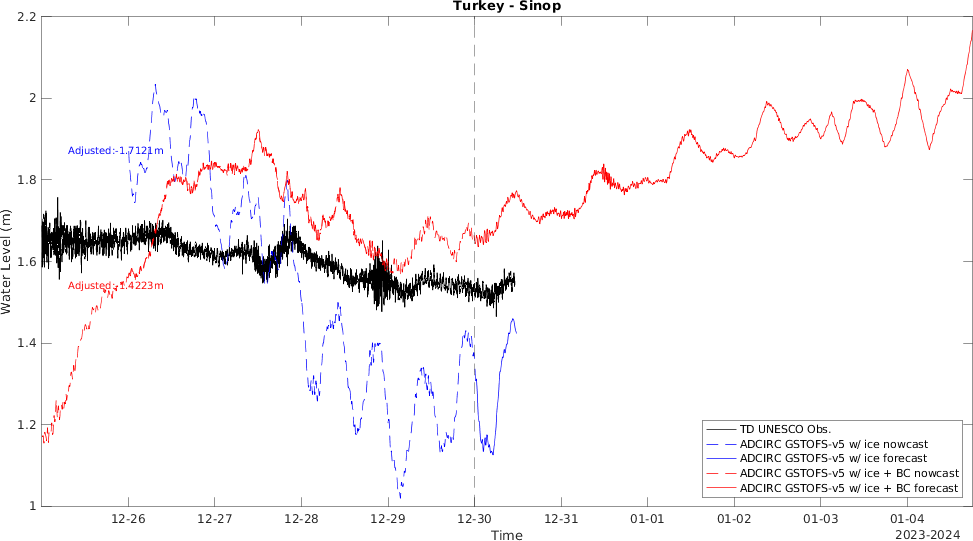 Turkey - Sinop
2.2
2
1.8
1.6
1.4
1.2
1
Water Level (m)
Adjusted:-1.7121m
Adjusted:-1.4223m
TD UNESCO Obs.
ADCIRC GSTOFS-v5 w/ ice nowcast
ADCIRC GSTOFS-v5 w/ ice forecast
ADCIRC GSTOFS-v5 w/ ice + BC nowcast
ADCIRC GSTOFS-v5 w/ ice + BC forecast
12-26 12-27 12-28 12-29 12-30 12-31 01-01 01-02 01-03 01-04
Time
2023-2024